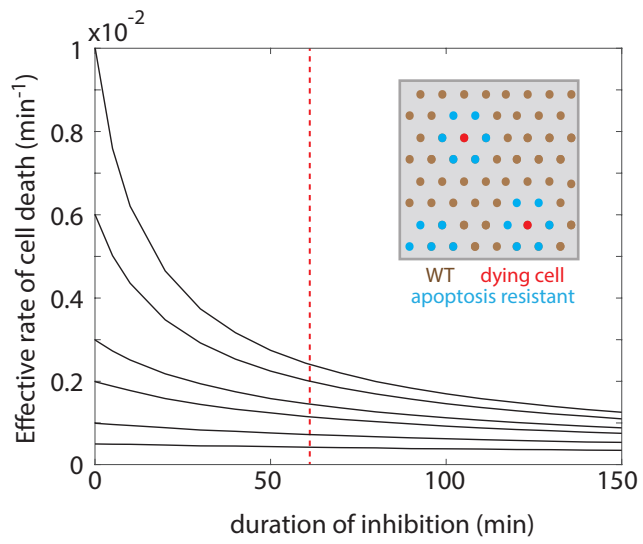 1 x10⁻²
0.8
0.6
0.4
0.2
0
0
50
100
150
Effective rate of cell death (min⁻¹)
duration of inhibition (min)
WT dying cell
apoptosis resistant